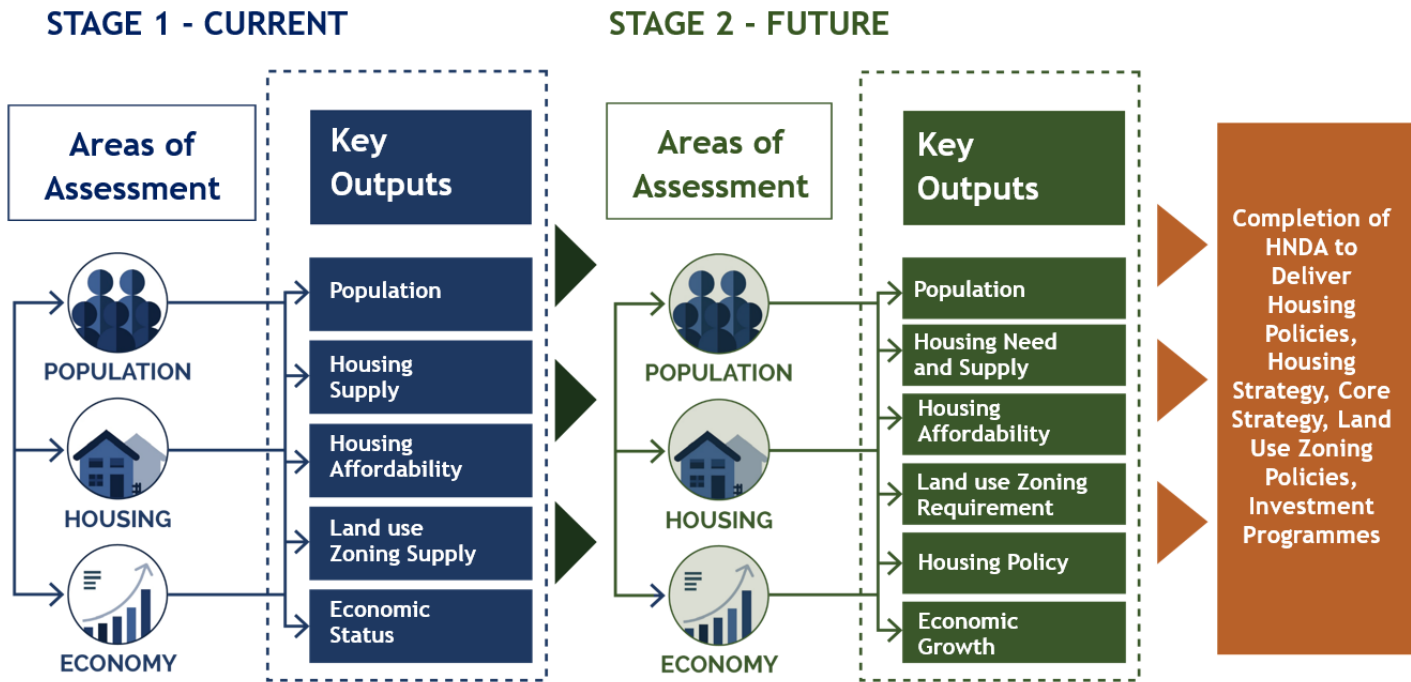 STAGE 1 - CURRENT
Areas of
Assessment
Key
Outputs
POPULATION
HOUSING
ECONOMY
Population
Housing
Supply
Housing
Affordability
Land use
Zoning Supply
Economic
Status
STAGE 2 - FUTURE
Areas of
Assessment
Key
Outputs
POPULATION
HOUSING
ECONOMY
Population
Housing Need
and Supply
Housing
Affordability
Land use Zoning
Requirement
Housing Policy
Economic
Growth
Completion of
HNDA to
Deliver
Housing
Policies,
Housing
Strategy, Core
Strategy, Land
Use Zoning
Policies,
Investment
Programmes